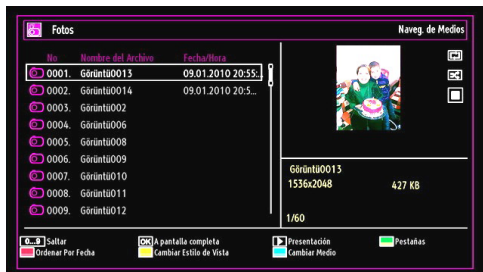 Fotos
Naveg. de Medios
No Nombre del Archivo Fecha/Hora
0001. Görüntü0013 09.01.2010 20:55:..
0002. Görüntü0014 09.01.2010 20:5...
0003. Görüntü002
0004. Görüntü006
0005. Görüntü008
0006. Görüntü009
0007. Görüntü010
0008. Görüntü011
0009. Görüntü012
Görüntü0013
1536x2048 427 KB
1/60
0...9 Saltar OK A pantalla completa Presentación Pestañas
Ordenar Por Fecha Cambiar Estilo de Vista Cambiar Medio